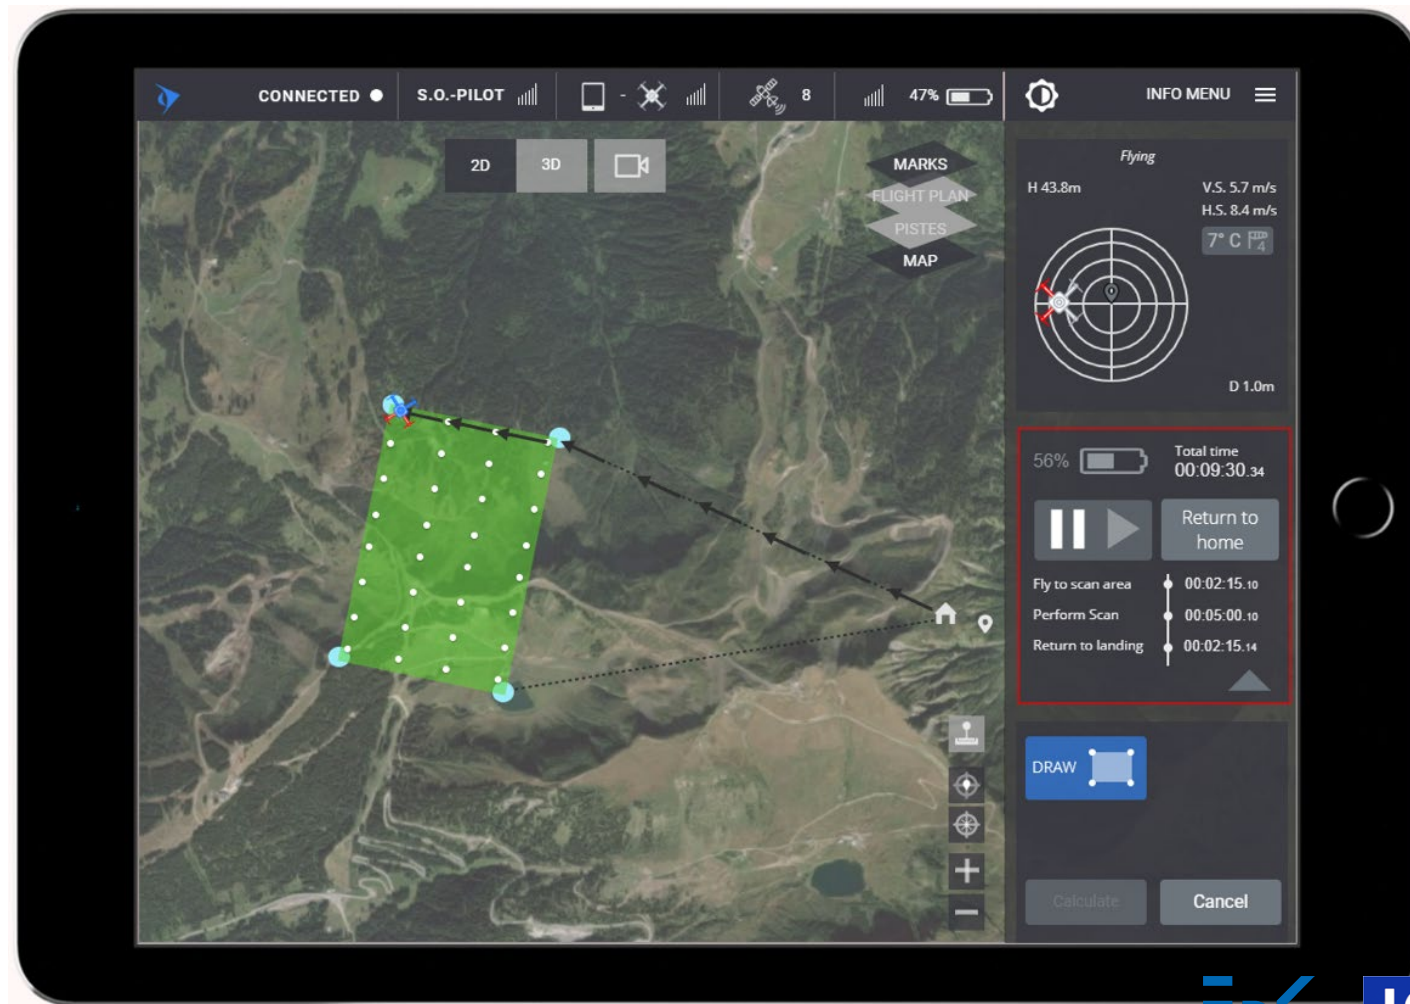 CONNECTED
S.O.-PILOT
-
8
47%
INFO MENU
2D
3D
MARKS
FLIGHT PLAN
PISTES
MAP
Flying
H 43.8m
V.S. 5.7 m/s
H.S. 8.4 m/s
7° C
4
D 1.0m
56%
Total time
00:09:30.34
Return to
home
Fly to scan area 00:02:15.10
Perform Scan 00:05:00.10
Return to landing 00:02:15.14
DRAW
Calculate
Cancel